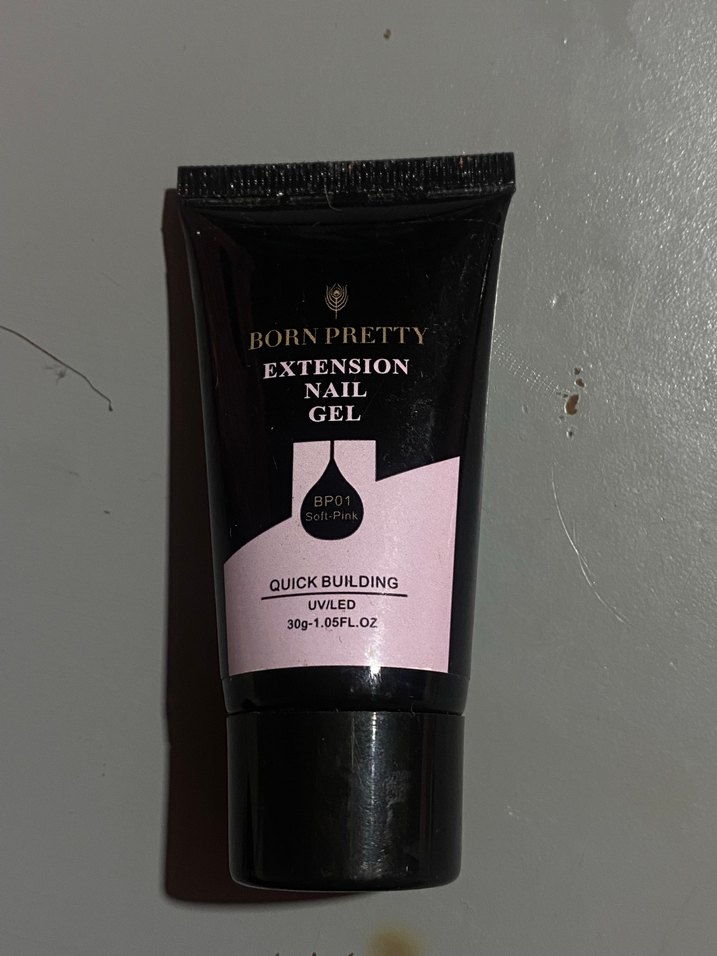 BORN PRETTY
EXTENSION
NAIL
GEL
BP01
Soft-Pink
QUICK BUILDING
UV/LED
30g-1.05FL.OZ